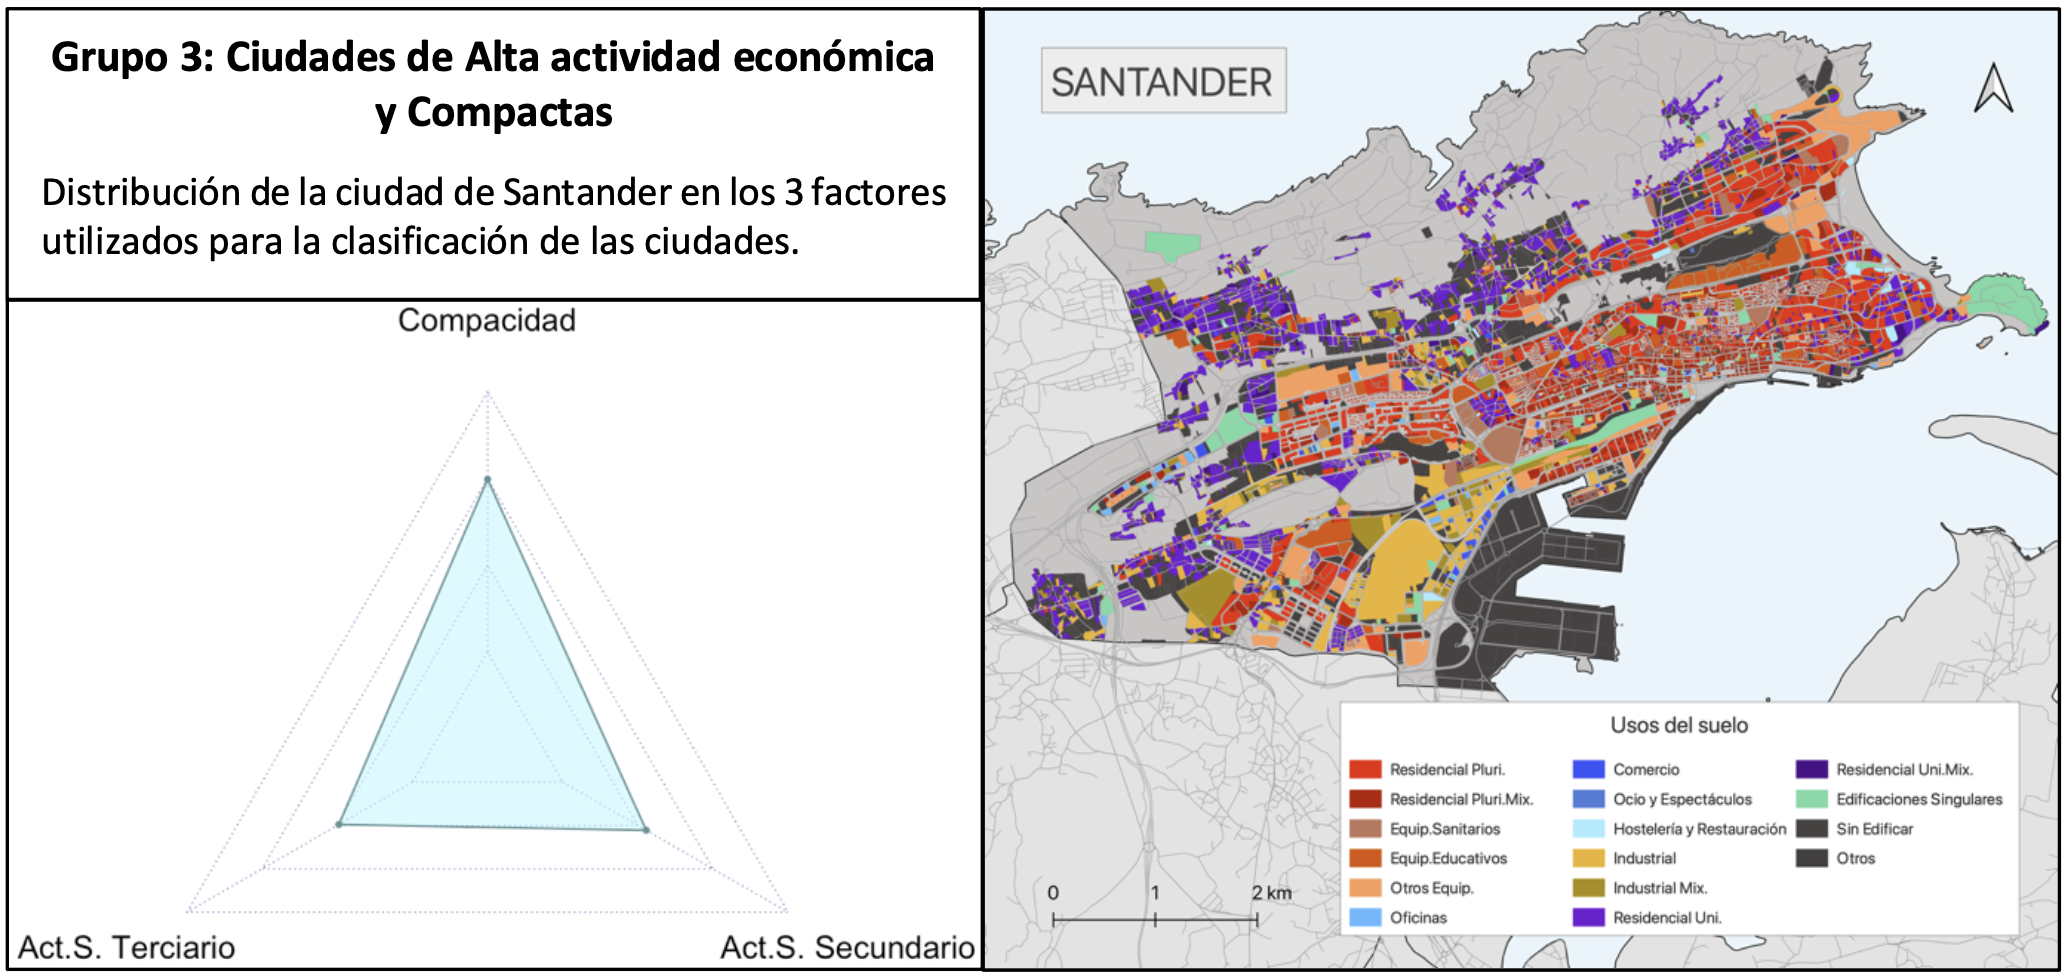 Grupo 3: Ciudades de Alta actividad económica
y Compactas
Distribución de la ciudad de Santander en los 3 factores
utilizados para la clasificación de las ciudades.
Compacidad
Act.S. Terciario
Act.S. Secundario
SANTANDER
0 1 2 km
Usos del suelo
Residencial Pluri.
Residencial Pluri.Mix.
Equip.Sanitarios
Equip.Educativos
Otros Equip.
Oficinas
Comercio
Ocio y Espectáculos
Hostelería y Restauración
Industrial
Industrial Mix.
Residencial Uni.
Residencial Uni.Mix.
Edificaciones Singulares
Sin Edificar
Otros